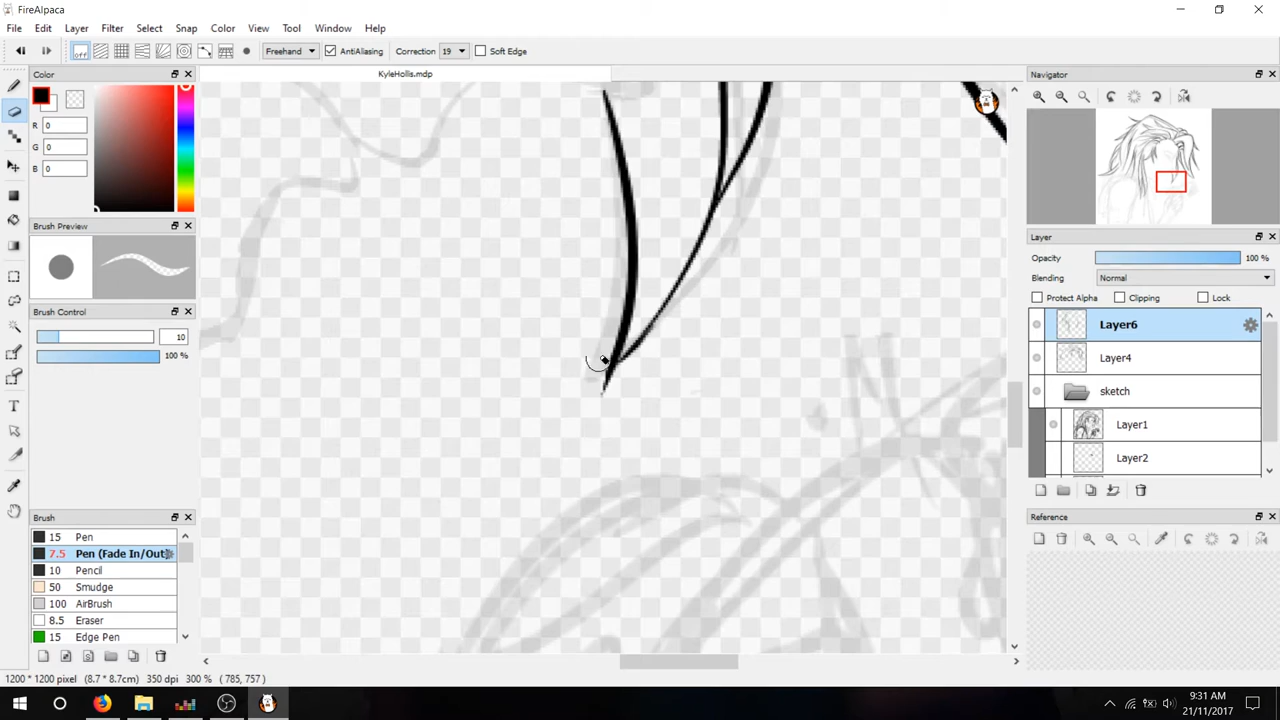 FireAlpaca
File Edit Layer Filter Select Snap Color View Tool Window Help
off Freehand AntiAliasing Correction 19 Soft Edge
KyleHolls.mdp
Color
R 0
G 0
B 0
Brush Preview
Brush Control
10
100 %
Brush
15 Pen
7.5 Pen (Fade In/Out)
10 Pencil
50 Smudge
100 AirBrush
8.5 Eraser
15 Edge Pen
Navigator
Layer
Opacity 100 %
Blending Normal
Protect Alpha Clipping Lock
Layer6
Layer4
sketch
Layer1
Layer2
Reference
1200 * 1200 pixel (8.7 * 8.7cm) 350 dpi 300 % ( 785, 757 )
9:31 AM
21/11/2017